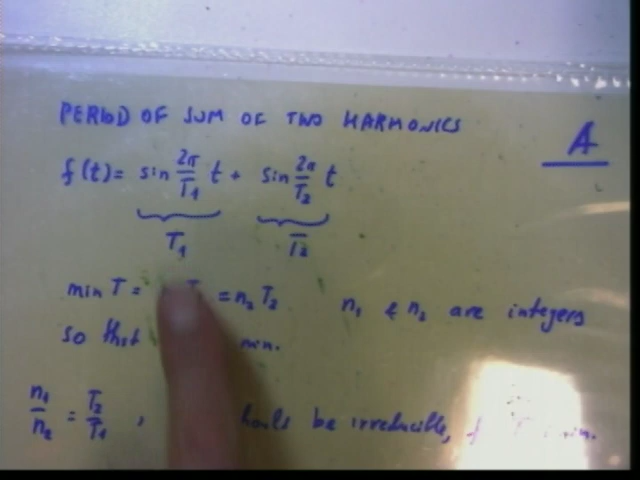 PERIOD OF SUM OF TWO HARMONICS
A
f(t) = sin 2π/T1 t + sin 2π/T2 t
T1 T2
min T = = n2 T2 n1 & n2 are integers
so that min.
n1/n2 = T2/T1 , be irreducible,